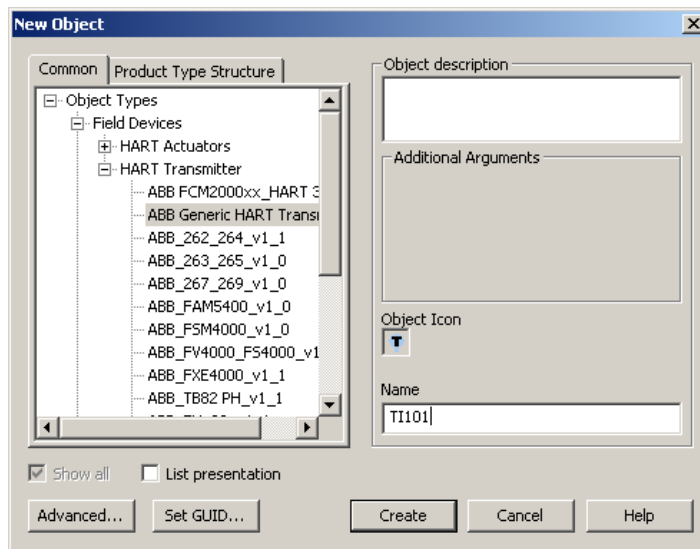 New Object
Common
Product Type Structure
Object Types
Field Devices
HART Actuators
HART Transmitter
ABB FCM2000xx_HART
ABB Generic HART
ABB_262_264_v1_1
ABB_263_265_v1_0
ABB_267_269_v1_0
ABB_FAM5400_v1_0
ABB_FSM4000_v1_0
ABB_FV4000_FS4000_v1
ABB_FXE4000_v1_1
ABB_TB82 PH_v1_1
Object description
Additional Arguments
Object Icon
T
Name
TI101
Show all
List presentation
Advanced...
Set GUID...
Create
Cancel
Help